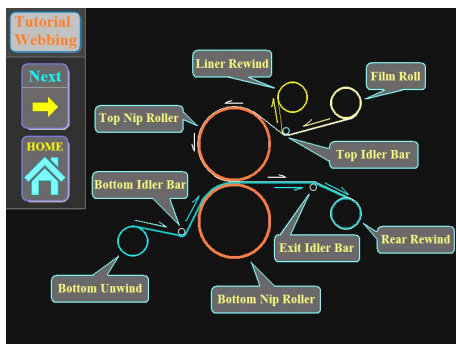 Tutorial
Webbing
Next
HOME
Liner Rewind
Film Roll
Top Nip Roller
Top Idler Bar
Bottom Idler Bar
Exit Idler Bar
Rear Rewind
Bottom Unwind
Bottom Nip Roller